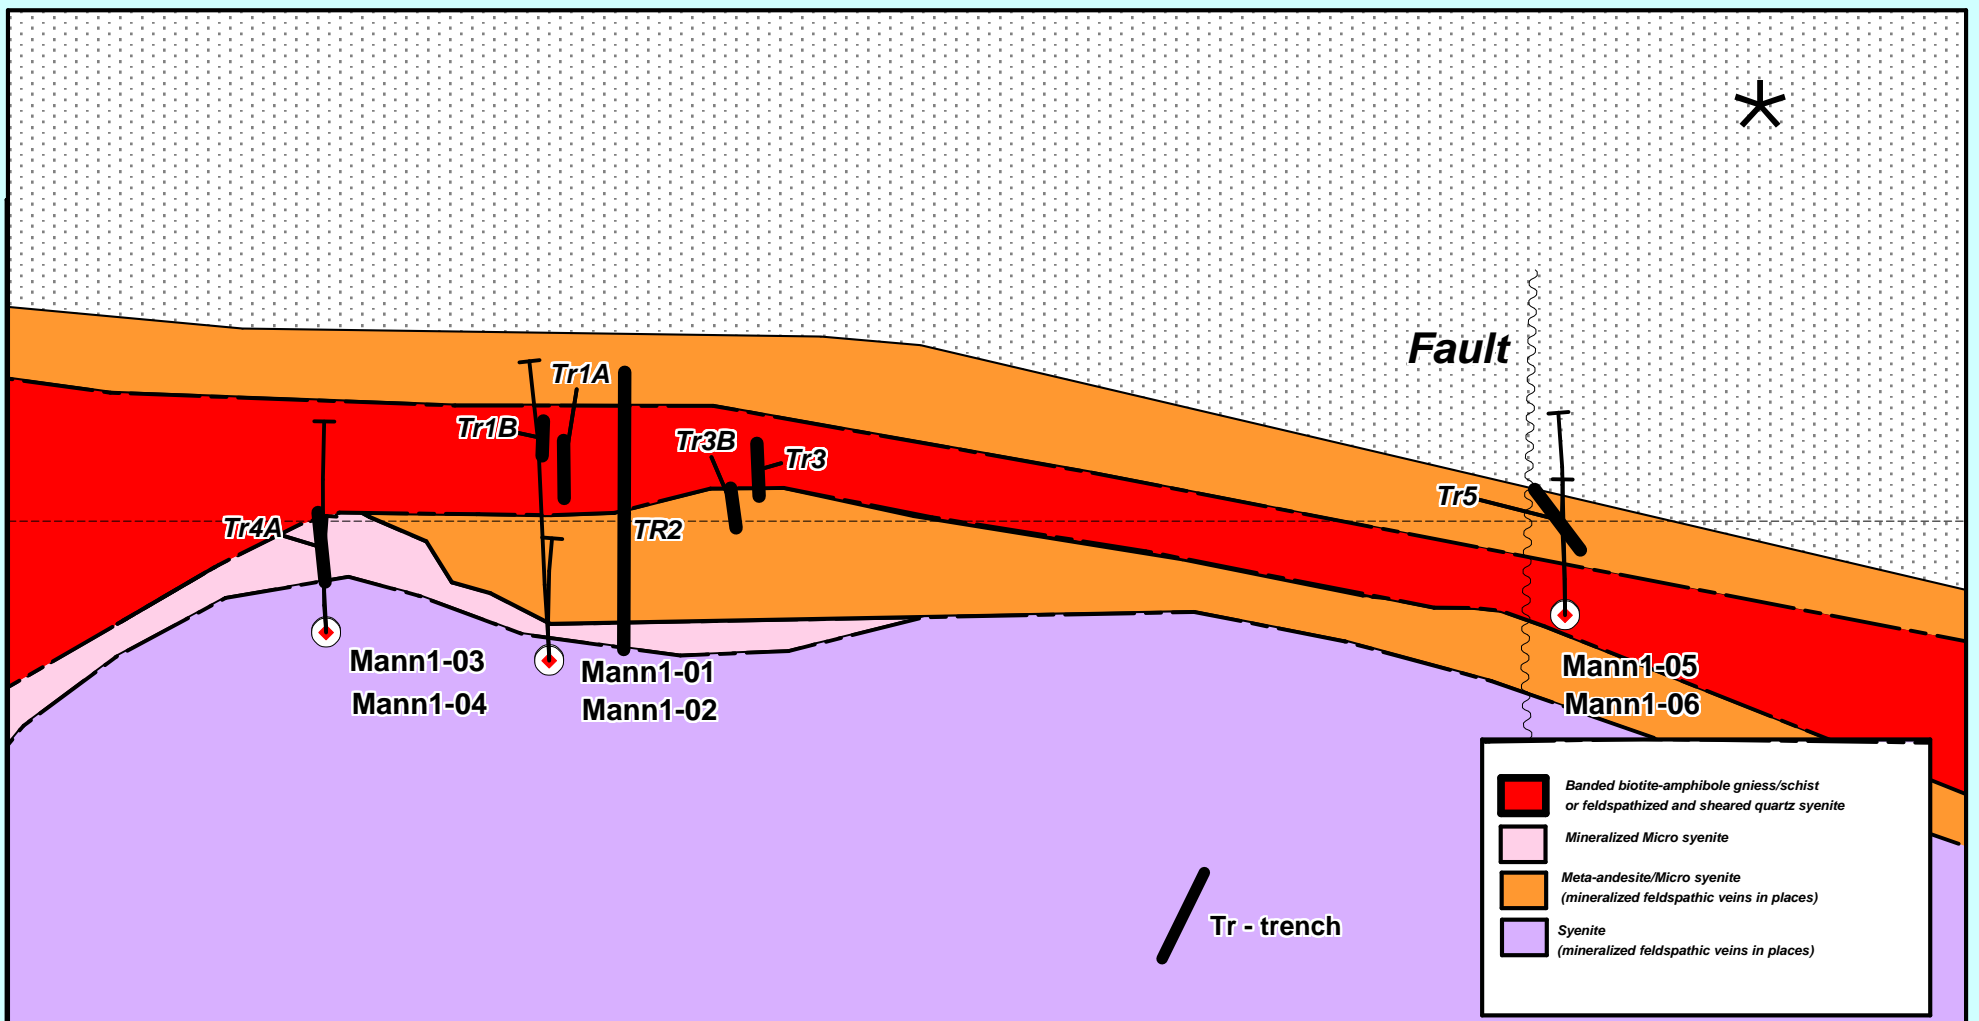 Fault
Tr1A
Tr1B
Tr3B
Tr3
Tr5
Tr4A
TR2
Mann1-03
Mann1-04
Mann1-01
Mann1-02
Mann1-05
Mann1-06
Banded biotite-amphibole gniess/schist
or feldspathized and sheared quartz syenite
Mineralized Micro syenite
Meta-andesite/Micro syenite
(mineralized feldspathic veins in places)
Syenite
(mineralized feldspathic veins in places)
Tr - trench